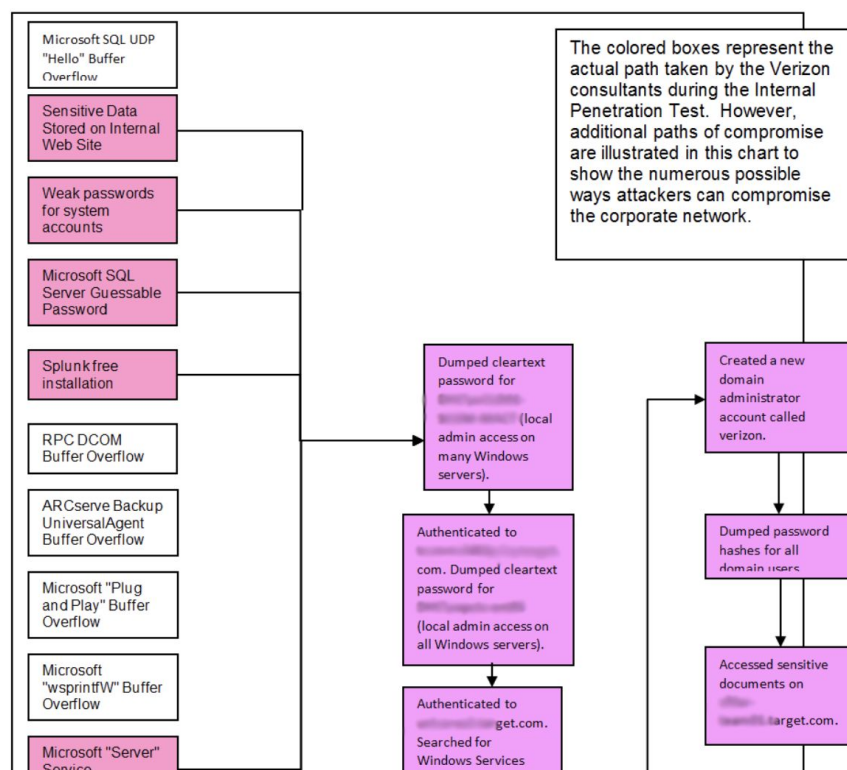 Microsoft SQL UDP
"Hello" Buffer
Overflow
Sensitive Data
Stored on Internal
Web Site
Weak passwords
for system
accounts
Microsoft SQL
Server Guessable
Password
Splunk free
installation
RPC DCOM
Buffer Overflow
ARCserve Backup
UniversalAgent
Buffer Overflow
Microsoft "Plug
and Play" Buffer
Overflow
Microsoft
"wsprintfW" Buffer
Overflow
Microsoft "Server"
Service
Dumped cleartext
password for
(local
admin access on
many Windows
servers).
Authenticated to
com. Dumped cleartext
password for
(local admin access on
all Windows servers).
Authenticated to
get.com.
Searched for
Windows Services
The colored boxes represent the
actual path taken by the Verizon
consultants during the Internal
Penetration Test. However,
additional paths of compromise
are illustrated in this chart to
show the numerous possible
ways attackers can compromise
the corporate network.
Created a new
domain
administrator
account called
verizon.
Dumped password
hashes for all
domain users
Accessed sensitive
documents on
target.com.